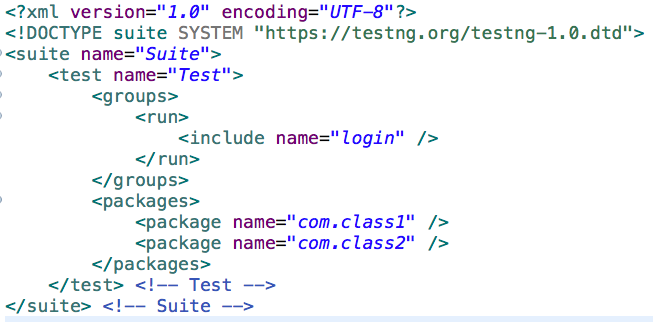 <?xml version="1.0" encoding="UTF-8"?>
<!DOCTYPE suite SYSTEM "https://testng.org/testng-1.0.dtd">
<suite name="Suite">
    <test name="Test">
        <groups>
            <run>
                <include name="login" />
            </run>
        </groups>
        <packages>
            <package name="com.class1" />
            <package name="com.class2" />
        </packages>
    </test> <!-- Test -->
</suite> <!-- Suite -->